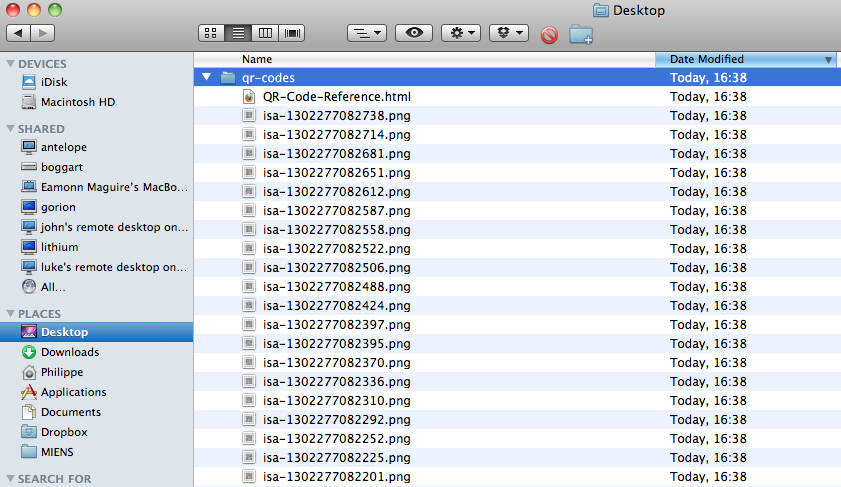 Desktop
DEVICES
iDisk
Macintosh HD
SHARED
antelope
boggart
Eamonn Maguire's MacBo...
gorion
john's remote desktop on...
lithium
luke's remote desktop on...
All...
PLACES
Desktop
Downloads
Philippe
Applications
Documents
Dropbox
MIENS
SEARCH FOR
Name Date Modified
qr-codes Today, 16:38
QR-Code-Reference.html Today, 16:38
isa-1302277082738.png Today, 16:38
isa-1302277082714.png Today, 16:38
isa-1302277082681.png Today, 16:38
isa-1302277082651.png Today, 16:38
isa-1302277082612.png Today, 16:38
isa-1302277082587.png Today, 16:38
isa-1302277082558.png Today, 16:38
isa-1302277082522.png Today, 16:38
isa-1302277082506.png Today, 16:38
isa-1302277082488.png Today, 16:38
isa-1302277082424.png Today, 16:38
isa-1302277082397.png Today, 16:38
isa-1302277082395.png Today, 16:38
isa-1302277082370.png Today, 16:38
isa-1302277082336.png Today, 16:38
isa-1302277082310.png Today, 16:38
isa-1302277082292.png Today, 16:38
isa-1302277082252.png Today, 16:38
isa-1302277082225.png Today, 16:38
isa-1302277082201.png Today, 16:38